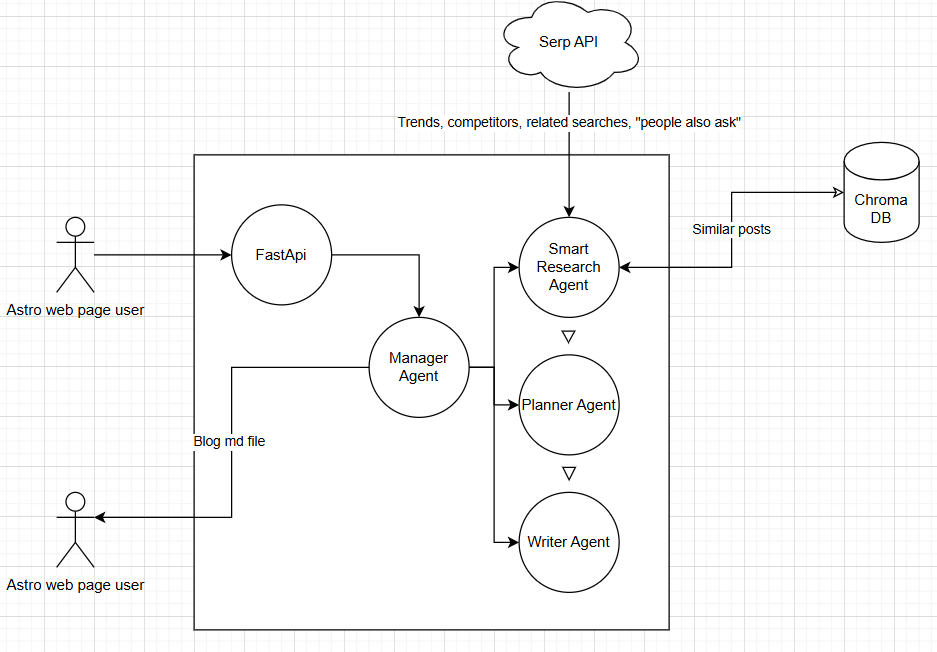 Serp API
Trends, competitors, related searches, "people also ask"
Chroma
DB
Similar posts
FastApi
Smart
Research
Agent
Astro web page user
Manager
Agent
Planner Agent
Blog md file
Writer Agent
Astro web page user